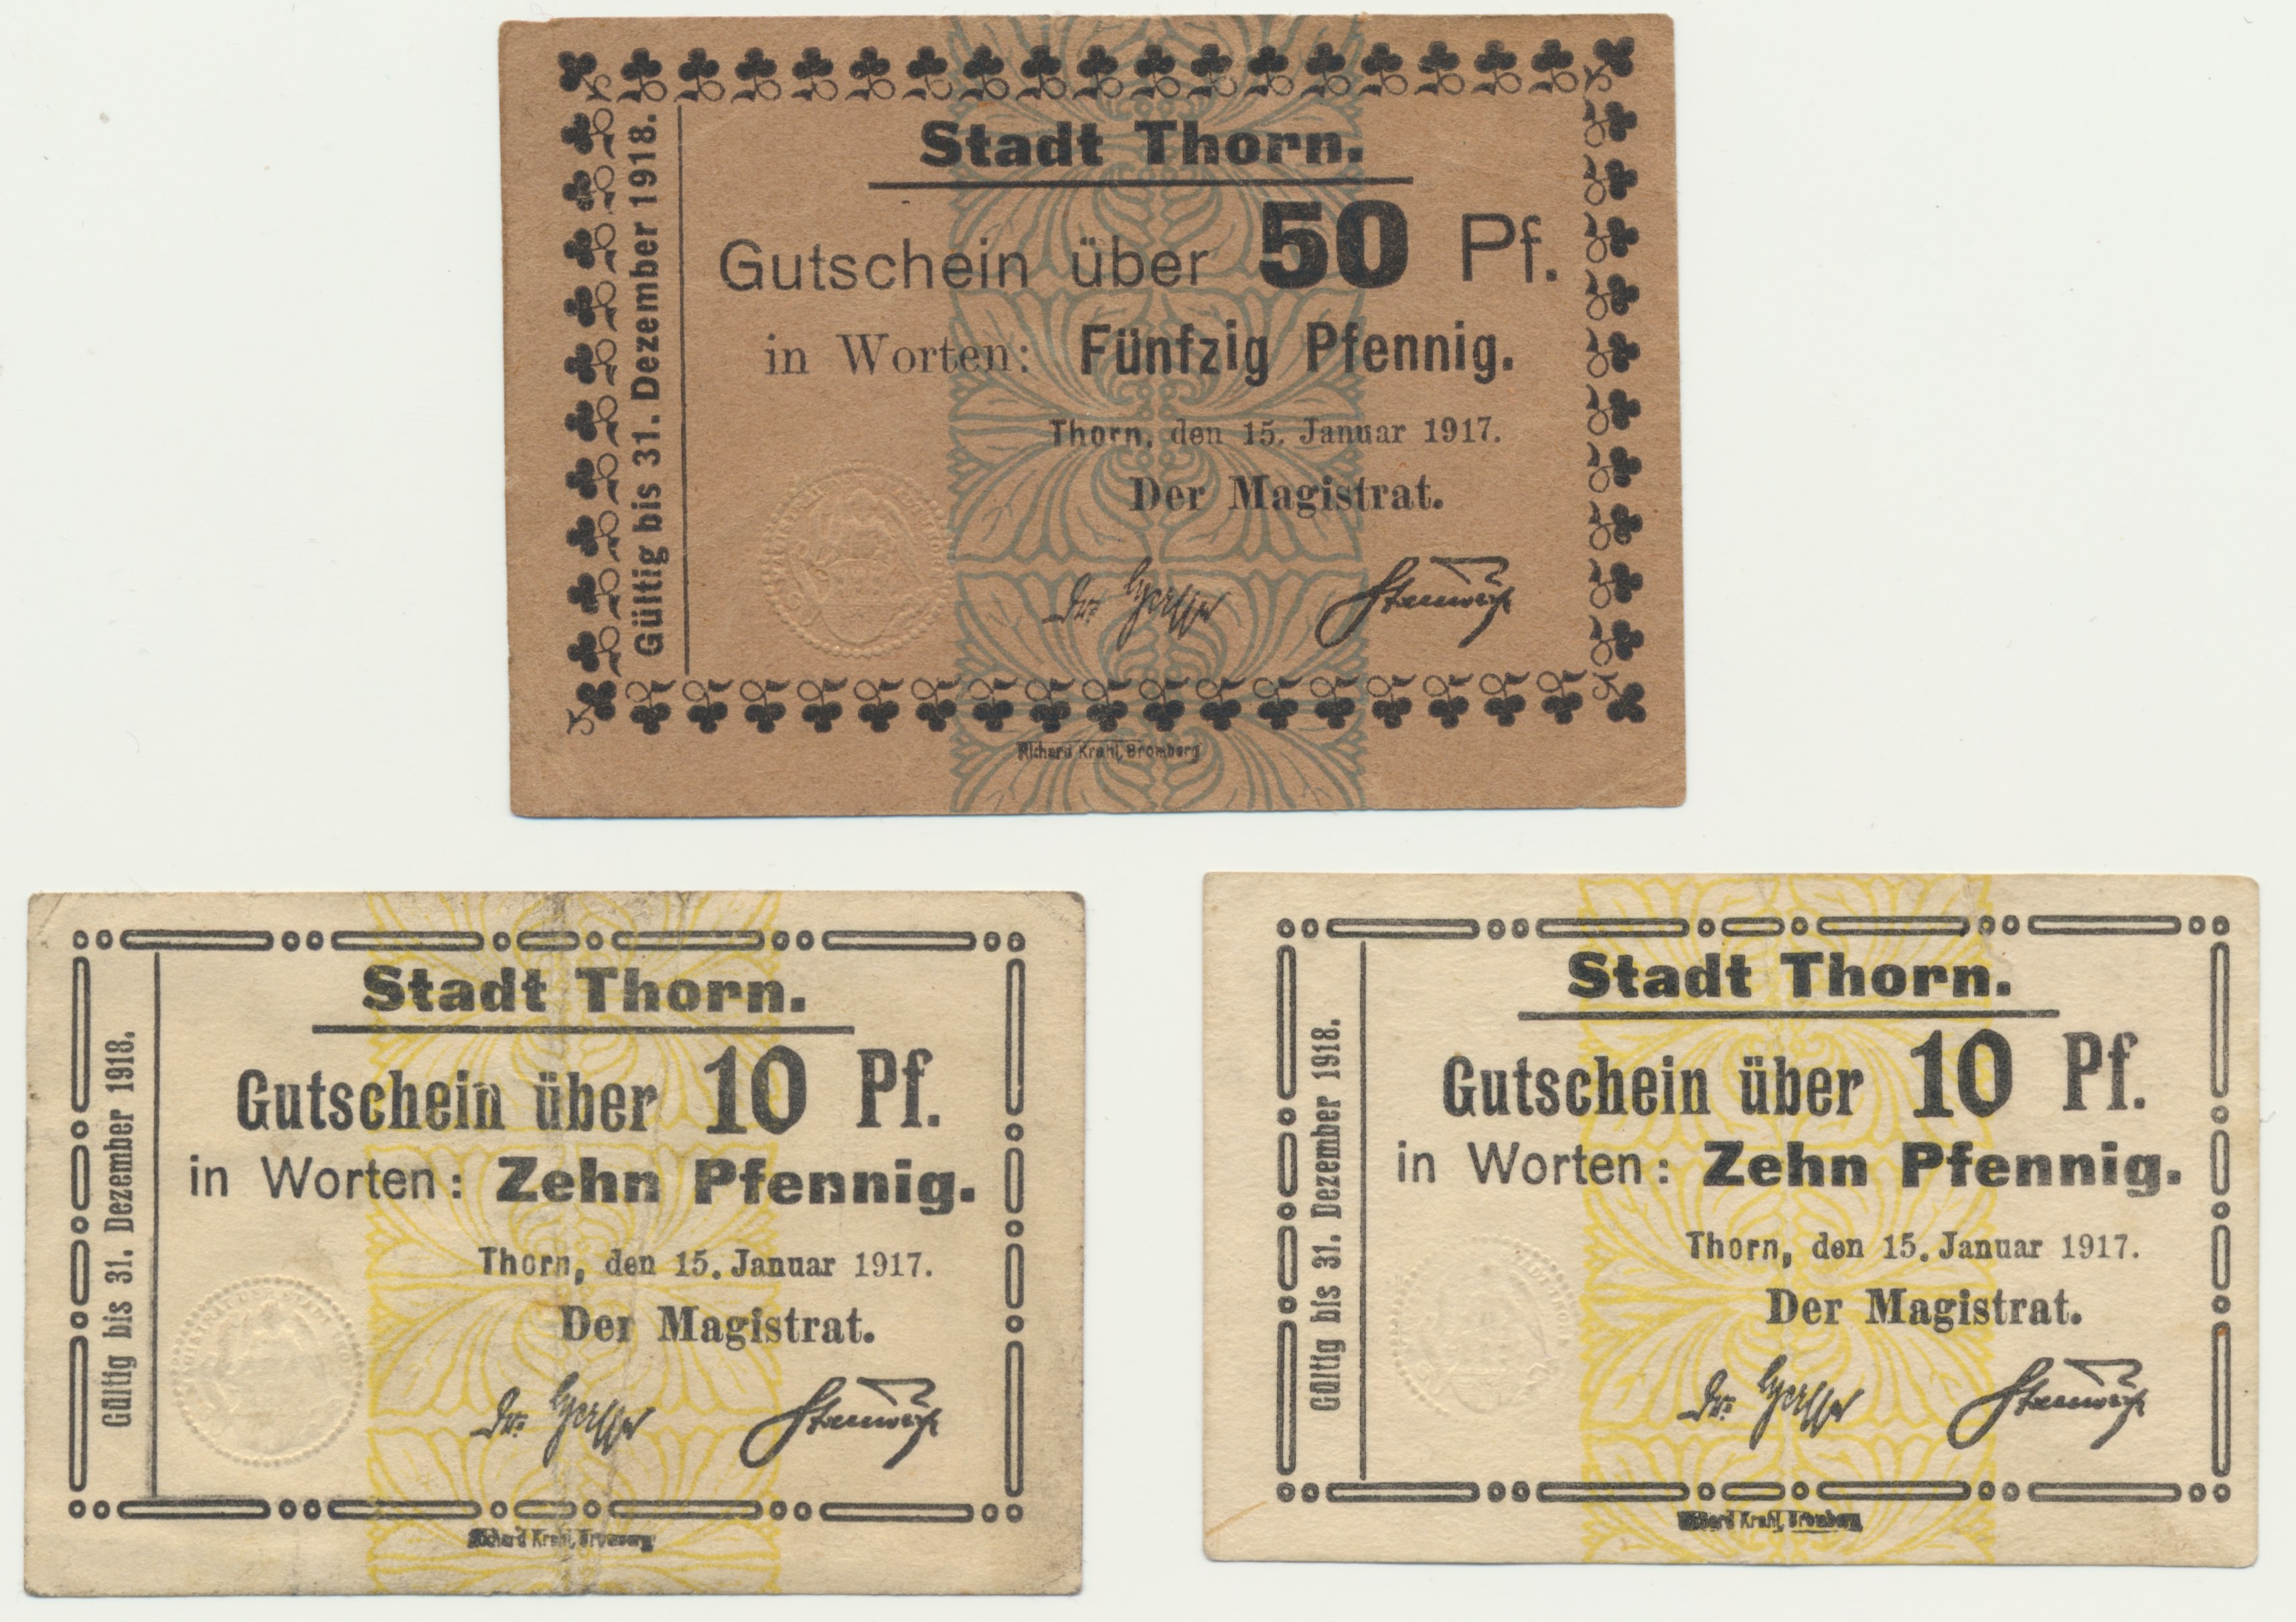 Stadt Thorn.
Gutschein über 50 Pf.
in Worten: Fünfzig Pfennig.
Thorn, den 15. Januar 1917.
Der Magistrat.
Gültig bis 31. Dezember 1918.
Richard Krahl, Bromberg
Stadt Thorn.
Gutschein über 10 Pf.
in Worten: Zehn Pfennig.
Thorn, den 15. Januar 1917.
Der Magistrat.
Gültig bis 31. Dezember 1918.
Richard Krahl, Bromberg
Stadt Thorn.
Gutschein über 10 Pf.
in Worten: Zehn Pfennig.
Thorn, den 15. Januar 1917.
Der Magistrat.
Gültig bis 31. Dezember 1918.
Richard Krahl, Bromberg